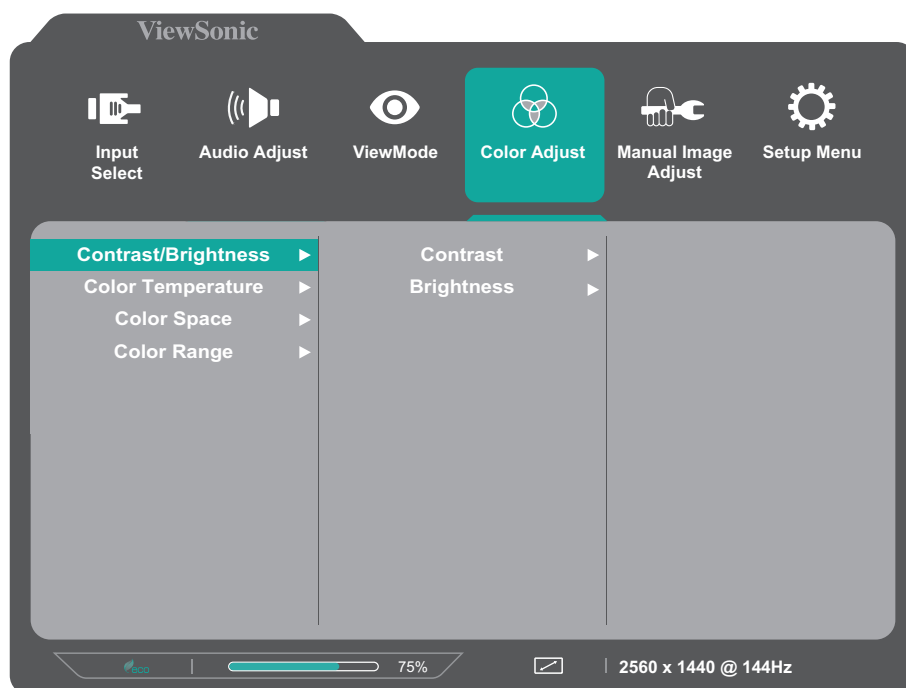 ViewSonic
Input
Select
Audio Adjust
ViewMode
Color Adjust
Manual Image
Adjust
Setup Menu
Contrast/Brightness
Color Temperature
Color Space
Color Range
Contrast
Brightness
eco
75%
2560 x 1440 @ 144Hz